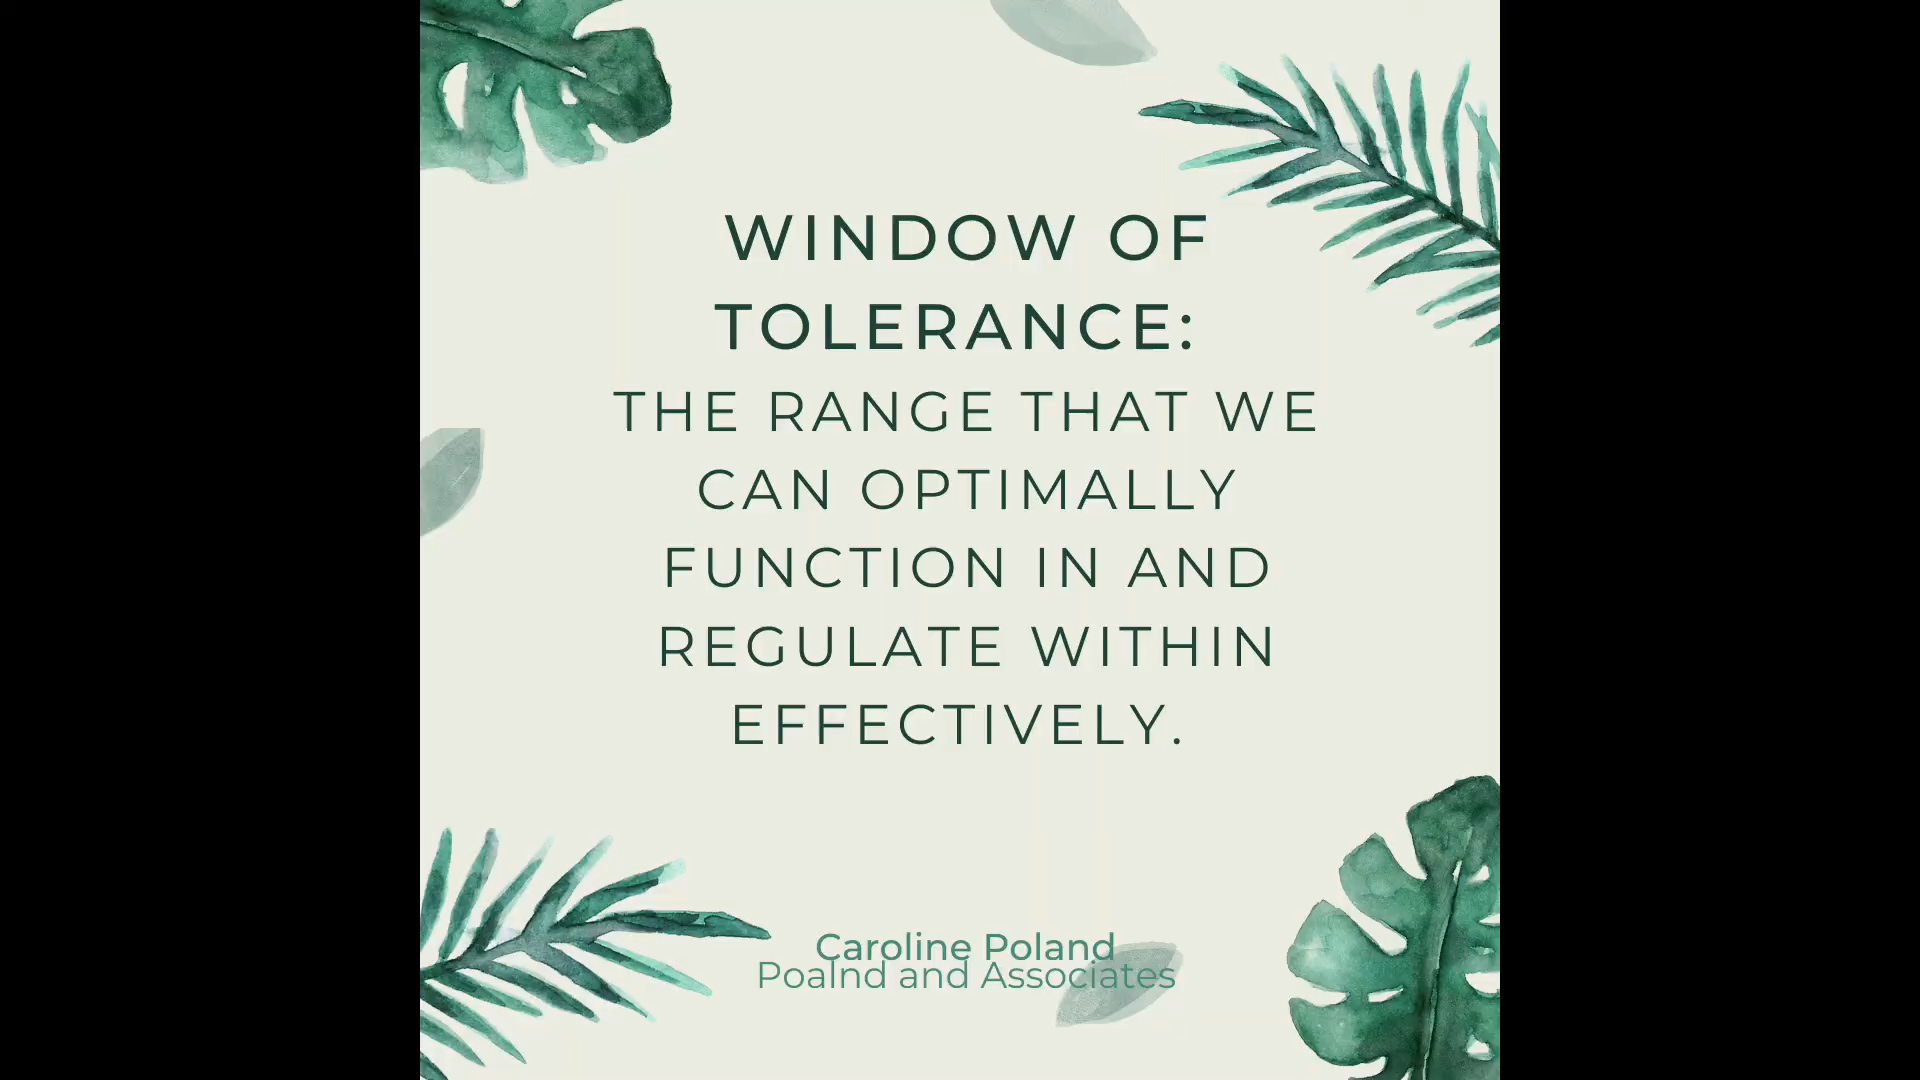 WINDOW OF
TOLERANCE:
THE RANGE THAT WE
CAN OPTIMALLY
FUNCTION IN AND
REGULATE WITHIN
EFFECTIVELY.
Caroline Poland
Poalnd and Associates